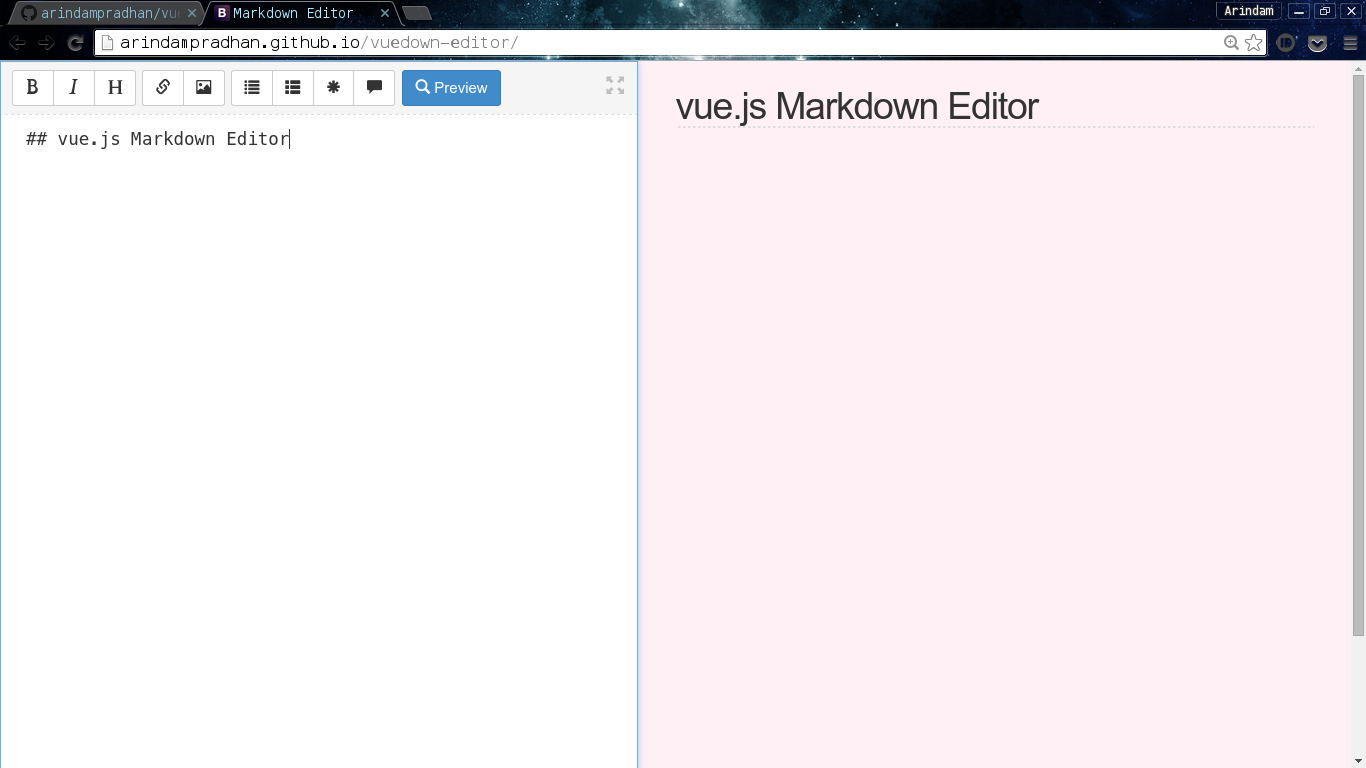 arindampradhan/vu
Markdown Editor
Arindam
arindampradhan.github.io/vuedown-editor/
B I H Preview
## vue.js Markdown Editor
vue.js Markdown Editor